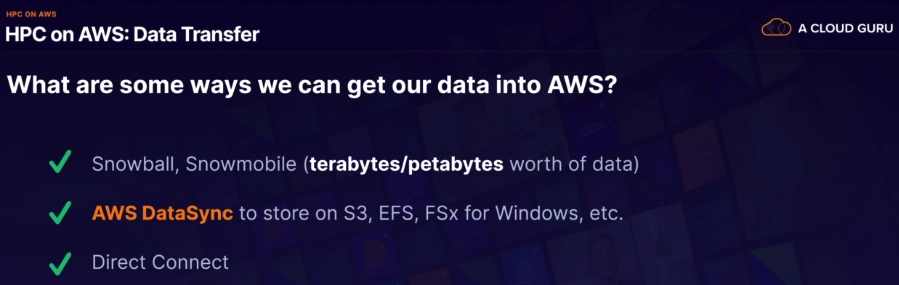 HPC ON AWS
HPC on AWS: Data Transfer
A CLOUD GURU
What are some ways we can get our data into AWS?
Snowball, Snowmobile (terabytes/petabytes worth of data)
AWS DataSync to store on S3, EFS, FSx for Windows, etc.
Direct Connect